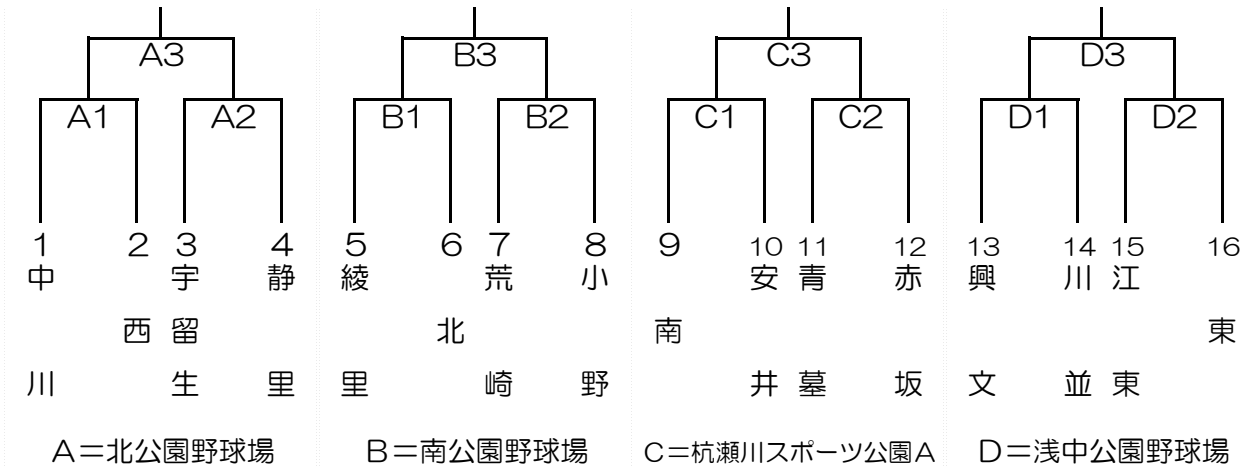 A3 B3 C3 D3
A1 A2 B1 B2 C1 C2 D1 D2
1 2 3 4 5 6 7 8 9 10 11 12 13 14 15 16
中川 西 宇留生 静里 綾里 北 荒崎 小野 南 安井 青墓 赤坂 興文 川並 江東 東
A＝北公園野球場 B＝南公園野球場 C＝杭瀬川スポーツ公園A D＝浅中公園野球場